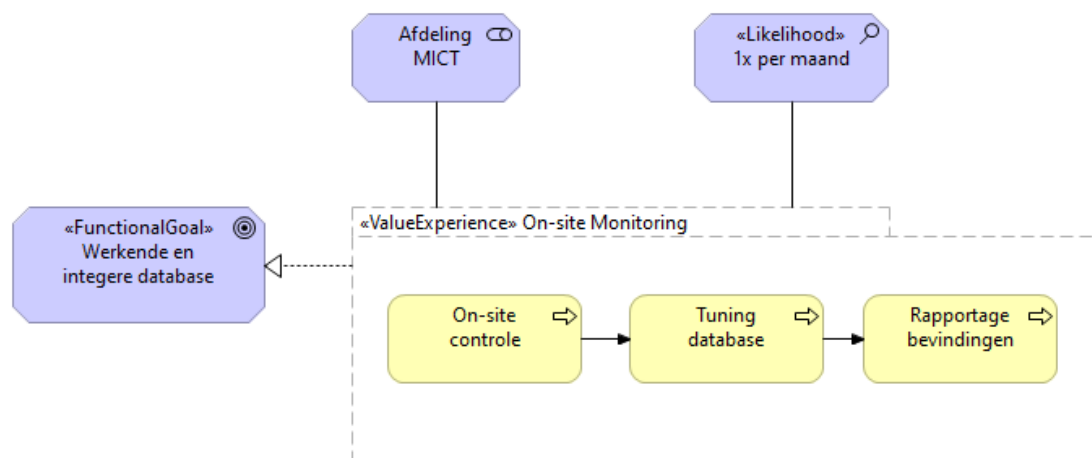 Afdeling
MICT
«Likelihood»
1x per maand
«FunctionalGoal»
Werkende en
integere database
«ValueExperience» On-site Monitoring
On-site
controle
Tuning
database
Rapportage
bevindingen